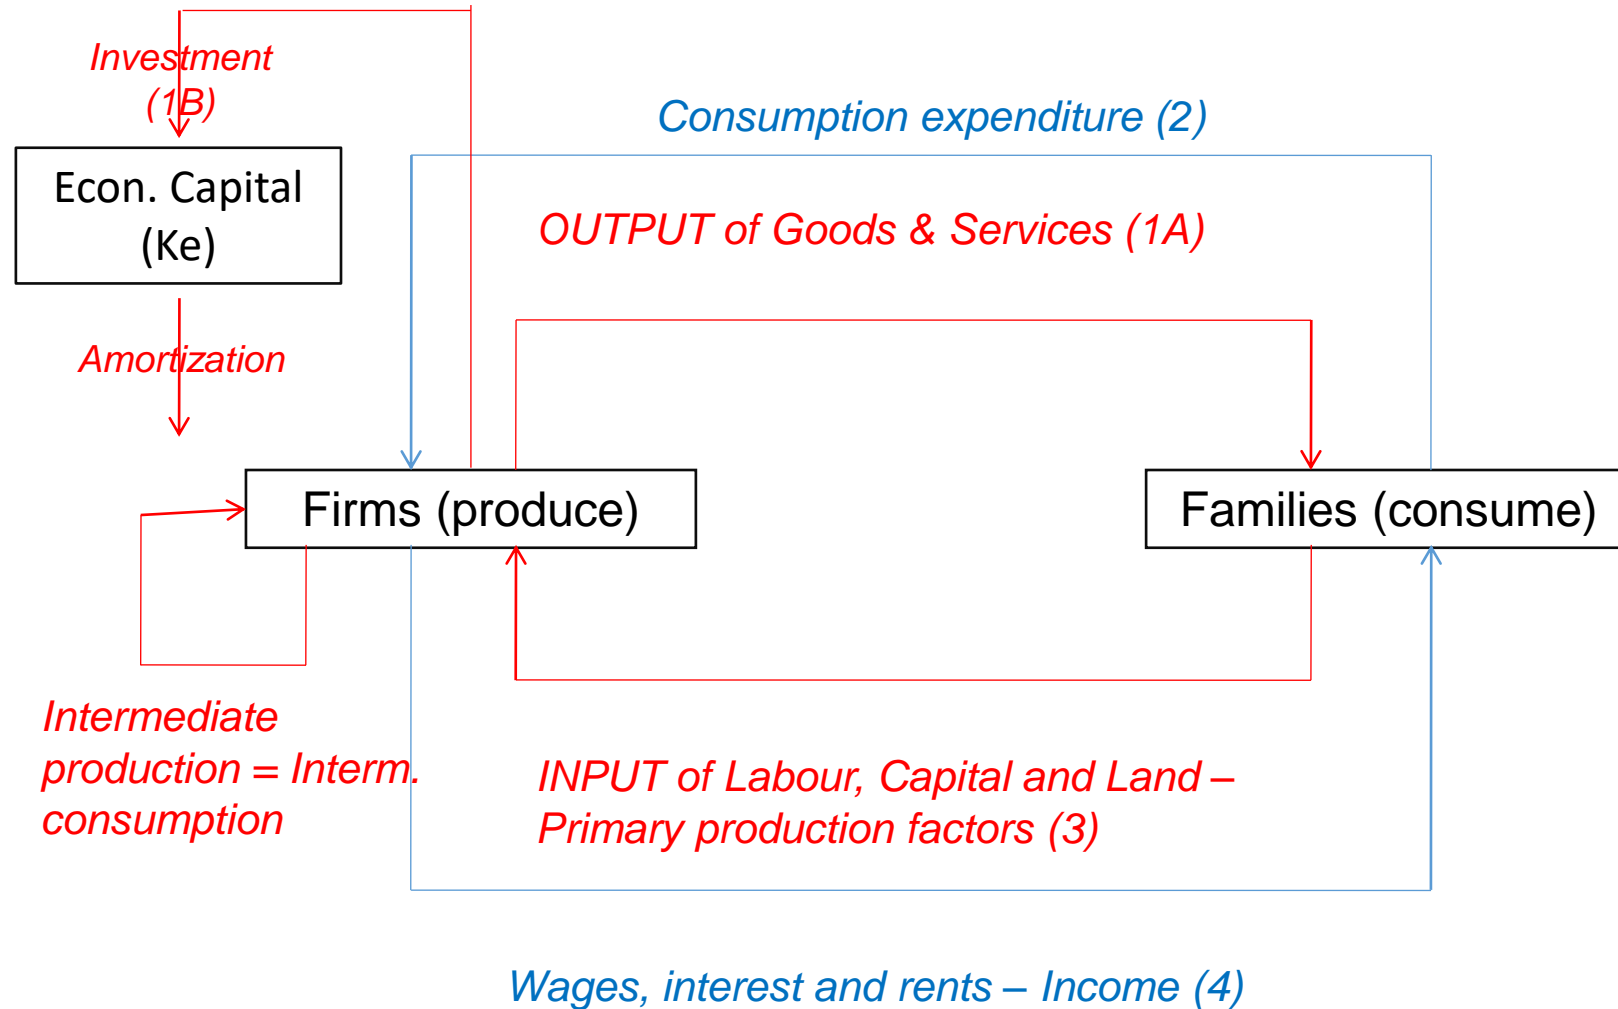 Investment
(1B)
Consumption expenditure (2)
Econ. Capital
(Ke)
OUTPUT of Goods & Services (1A)
Amortization
Firms (produce)
Families (consume)
Intermediate
production = Interm.
consumption
INPUT of Labour, Capital and Land –
Primary production factors (3)
Wages, interest and rents – Income (4)